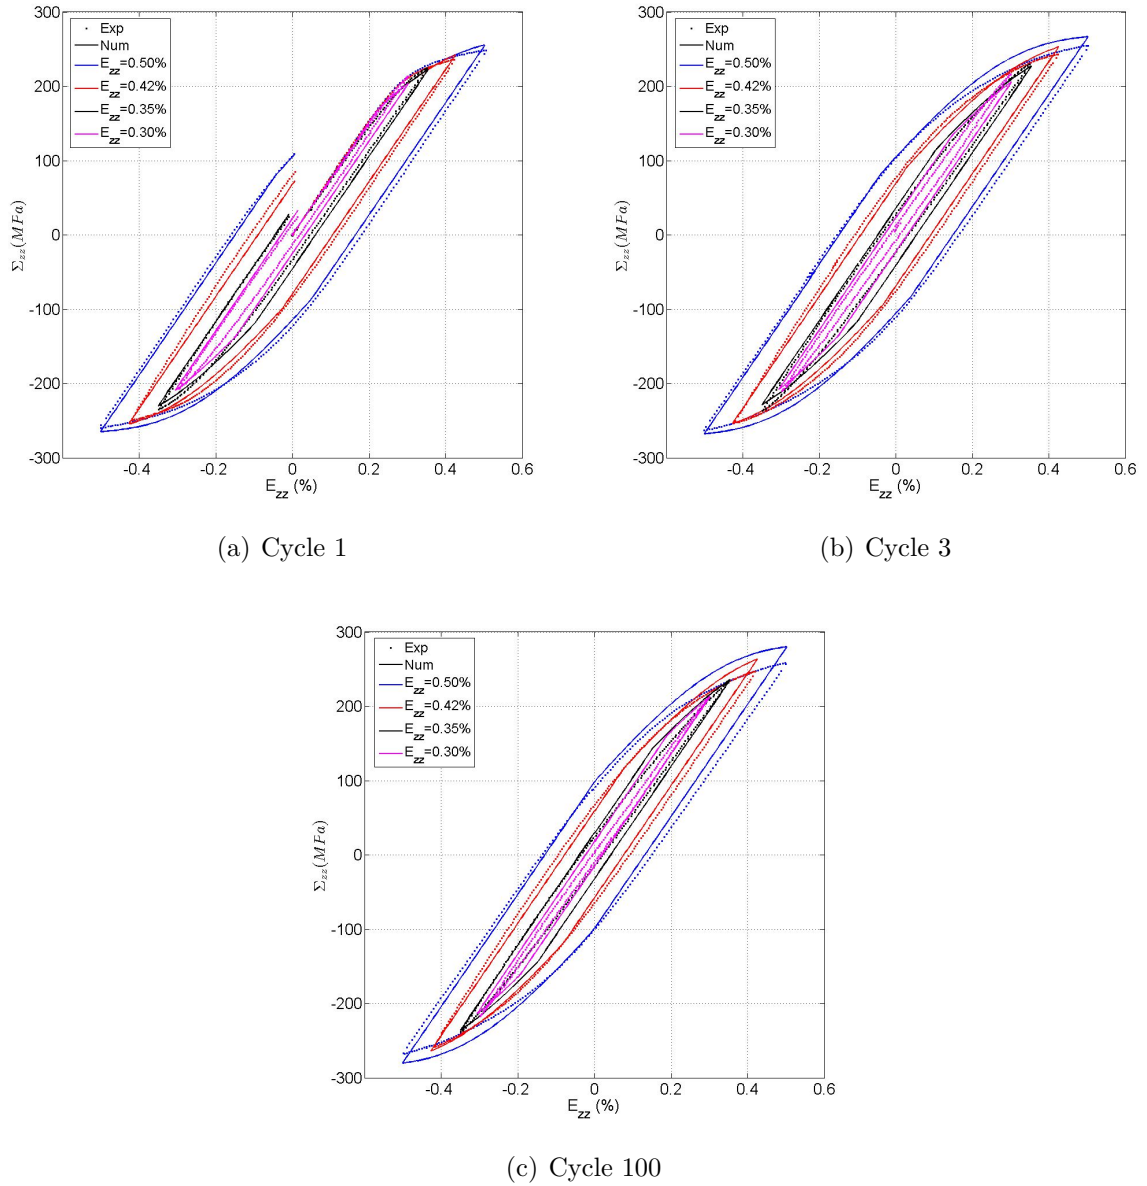 300
200
100
0
-100
-200
-300
-0.4
-0.2
0
0.2
0.4
0.6
Σzz(MPa)
Ezz (%)
Exp
Num
Ezz=0.50%
Ezz=0.42%
Ezz=0.35%
Ezz=0.30%
(a) Cycle 1
300
200
100
0
-100
-200
-300
-0.4
-0.2
0
0.2
0.4
0.6
Σzz(MPa)
Ezz (%)
Exp
Num
Ezz=0.50%
Ezz=0.42%
Ezz=0.35%
Ezz=0.30%
(b) Cycle 3
300
200
100
0
-100
-200
-300
-0.4
-0.2
0
0.2
0.4
0.6
Σzz(MPa)
Ezz (%)
Exp
Num
Ezz=0.50%
Ezz=0.42%
Ezz=0.35%
Ezz=0.30%
(c) Cycle 100